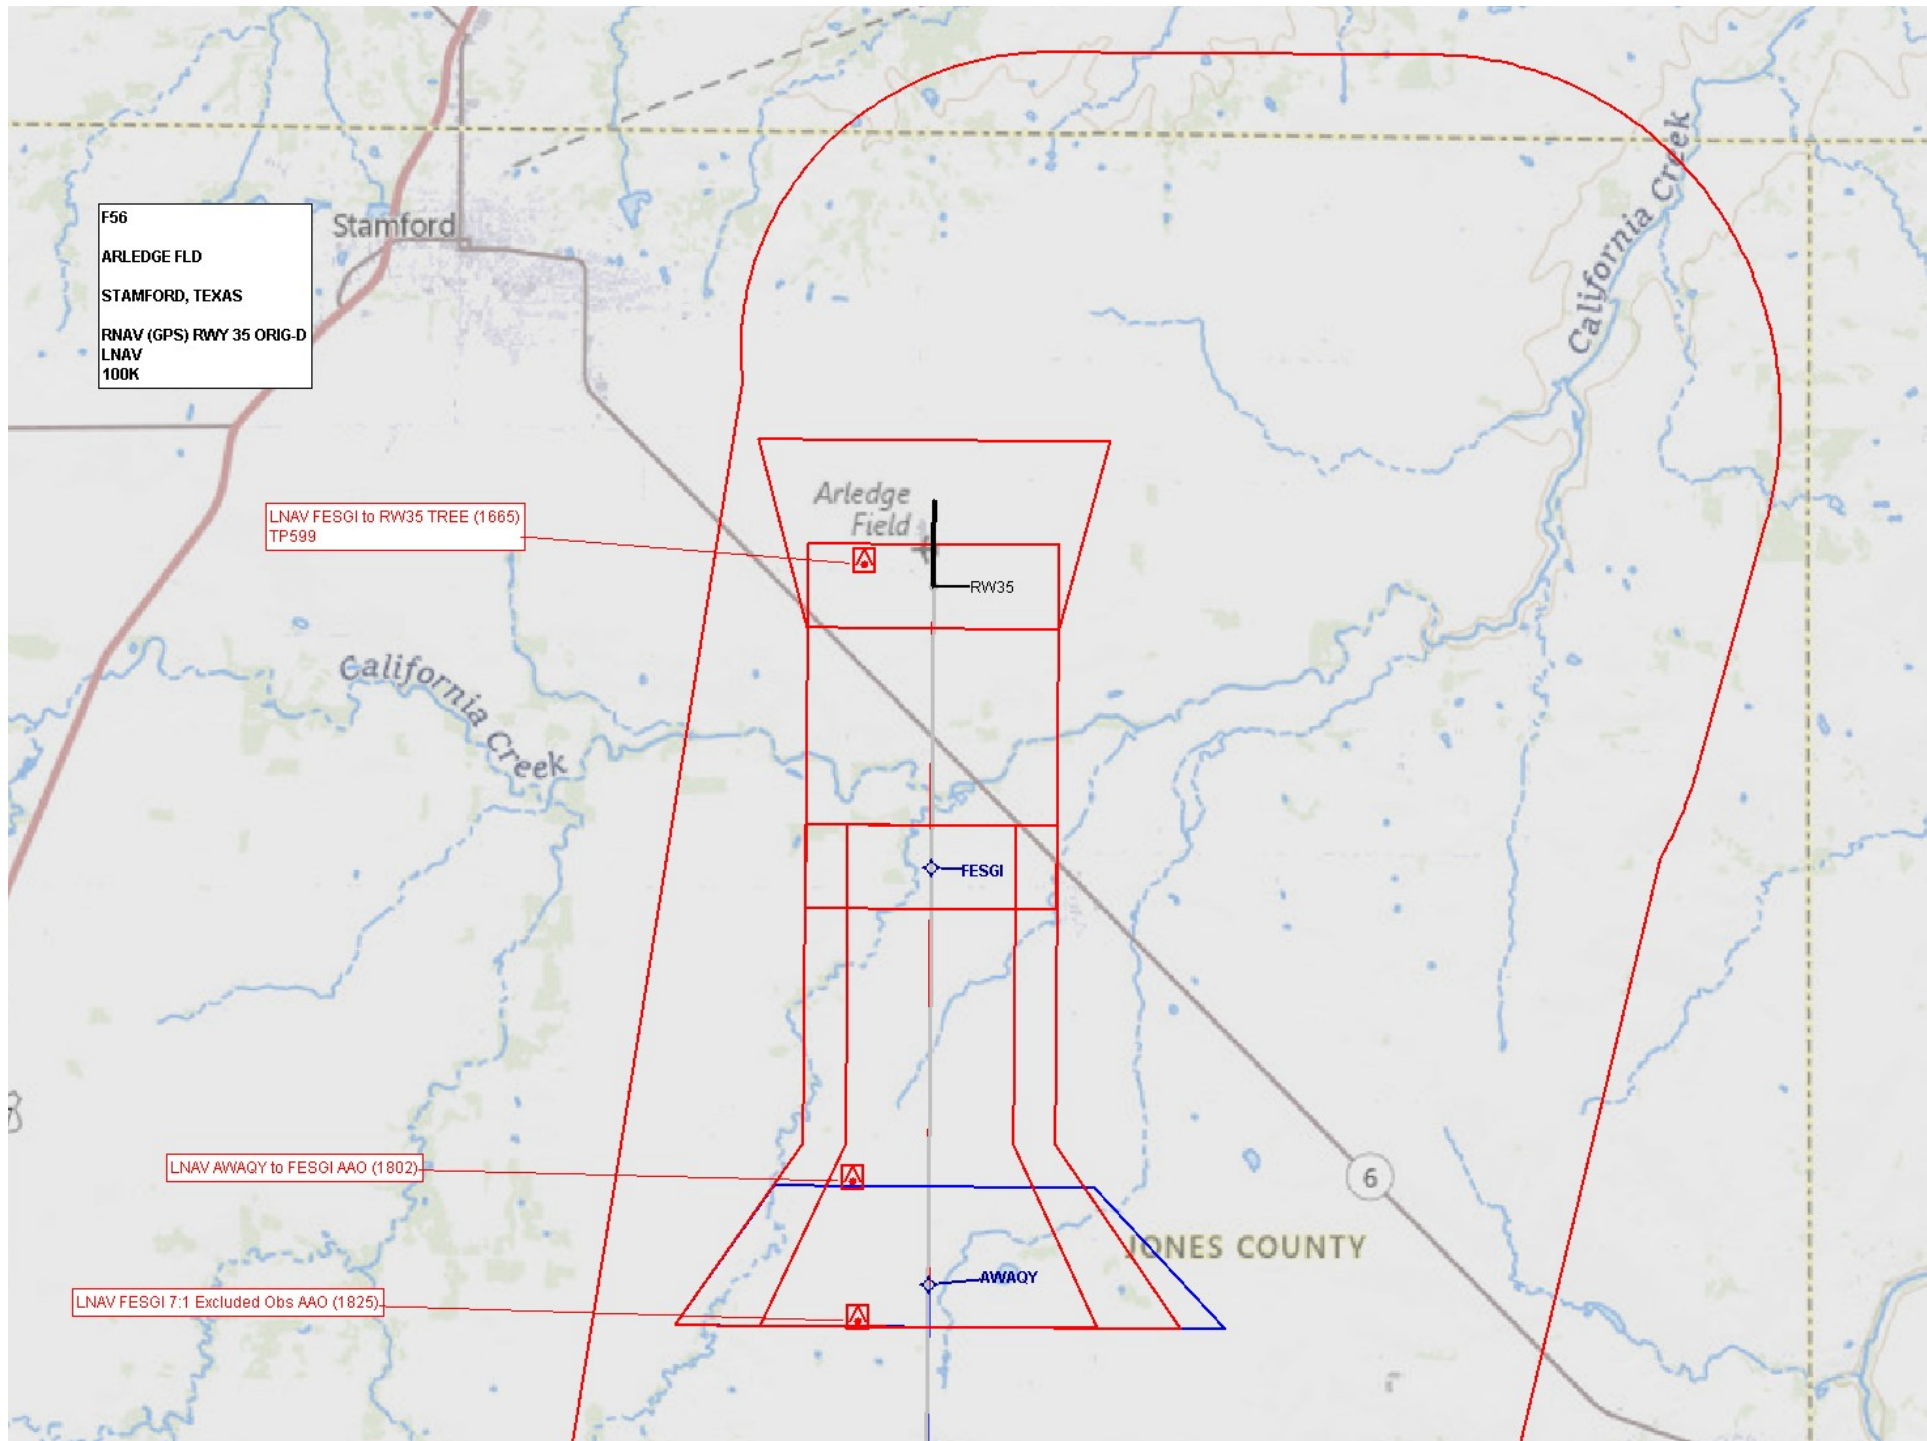 California Creek
F56
ARLEDGE FLD
STAMFORD, TEXAS
RNAV (GPS) RWY 35 ORIG-D
LNAV
100K
Stamford
Arledge
Field
LNAV FESGI to RW35 TREE (1665)
TP599
RW35
California Creek
FESGI
LNAV AWAQY to FESGI AAO (1802)
6
JONES COUNTY
AWAQY
LNAV FESGI 7:1 Excluded Obs AAO (1825)